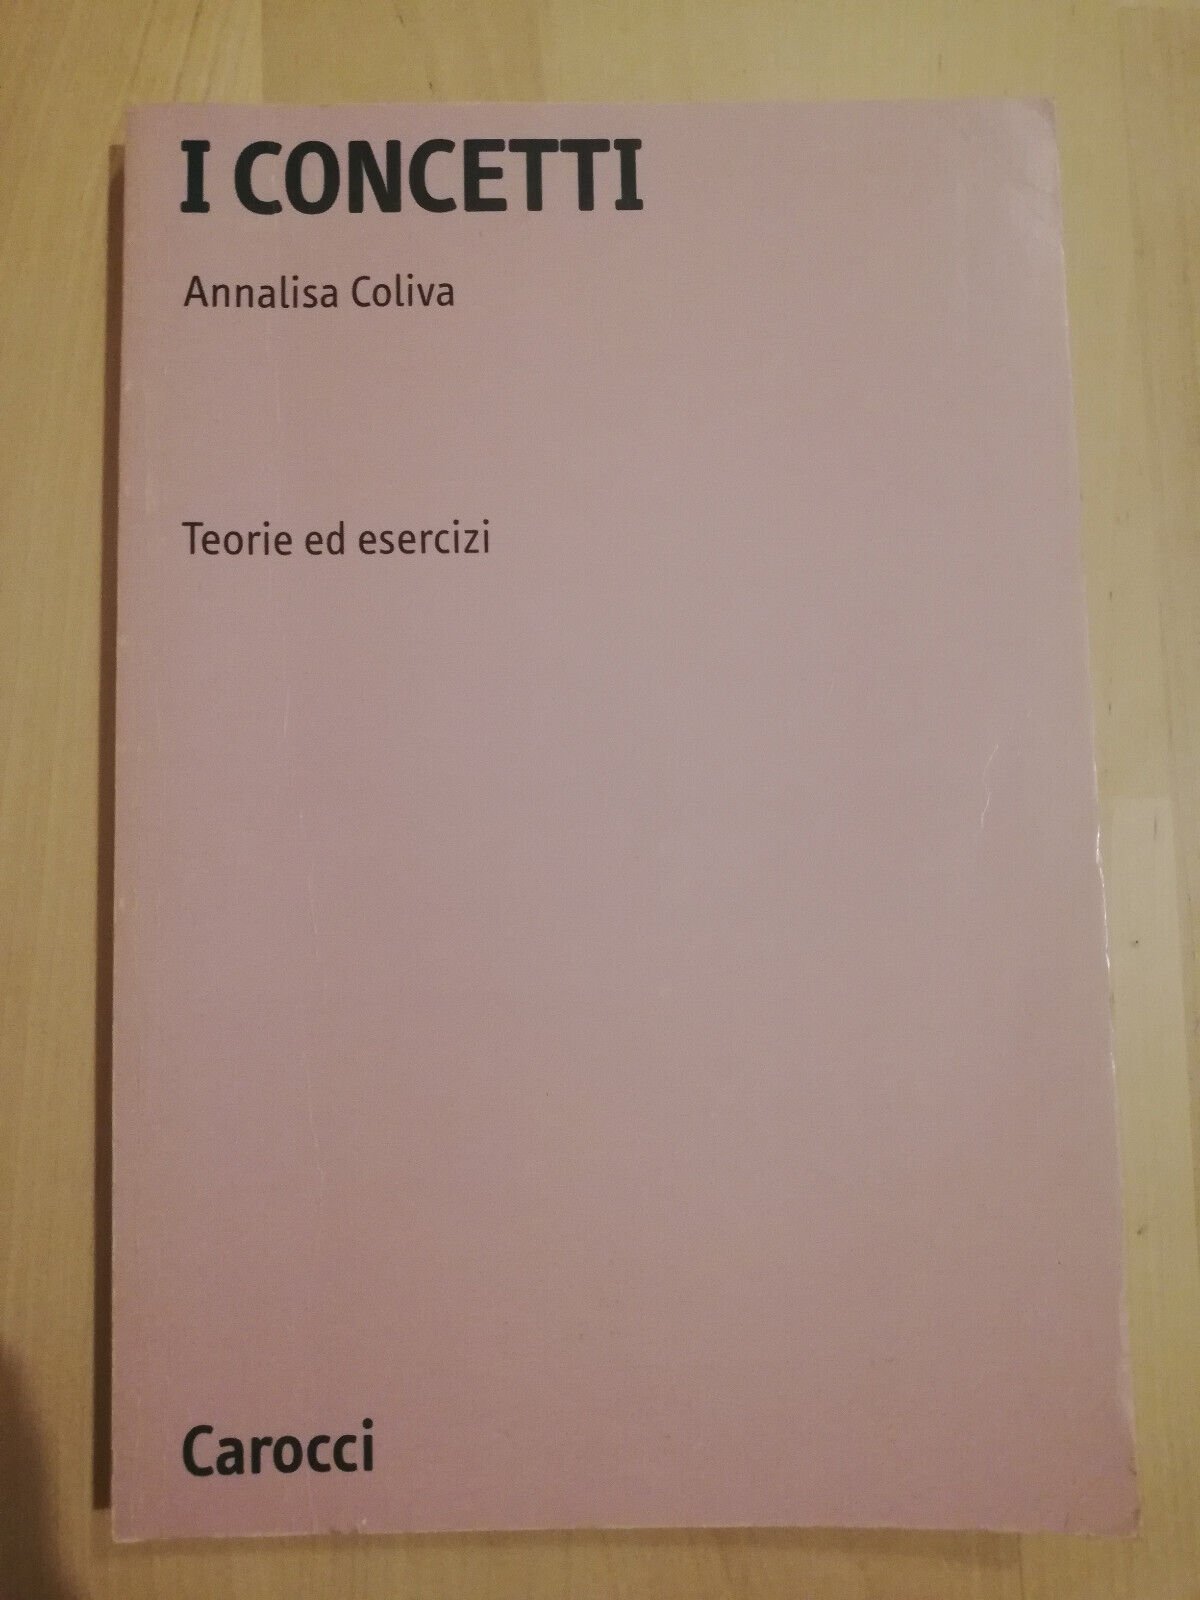 I CONCETTI
Annalisa Coliva
Teorie ed esercizi
Carocci